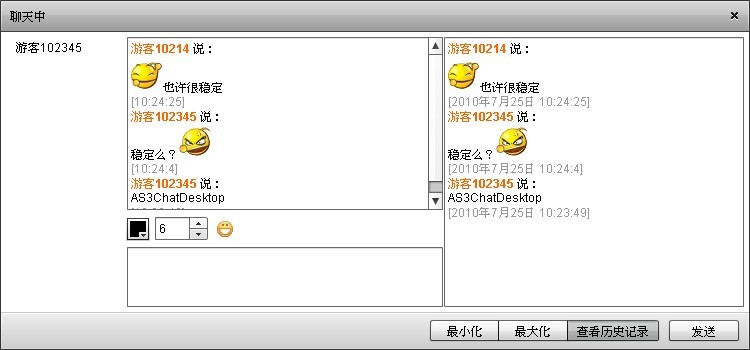 聊天中
游客102345
游客10214 说：
也许很稳定
[10:24:25]
游客102345 说：
稳定么？
[10:24:4]
游客102345 说：
AS3ChatDesktop
6
游客10214 说：
也许很稳定
[2010年7月25日 10:24:25]
游客102345 说：
稳定么？
[2010年7月25日 10:24:4]
游客102345 说：
AS3ChatDesktop
[2010年7月25日 10:23:49]
最小化
最大化
查看历史记录
发送